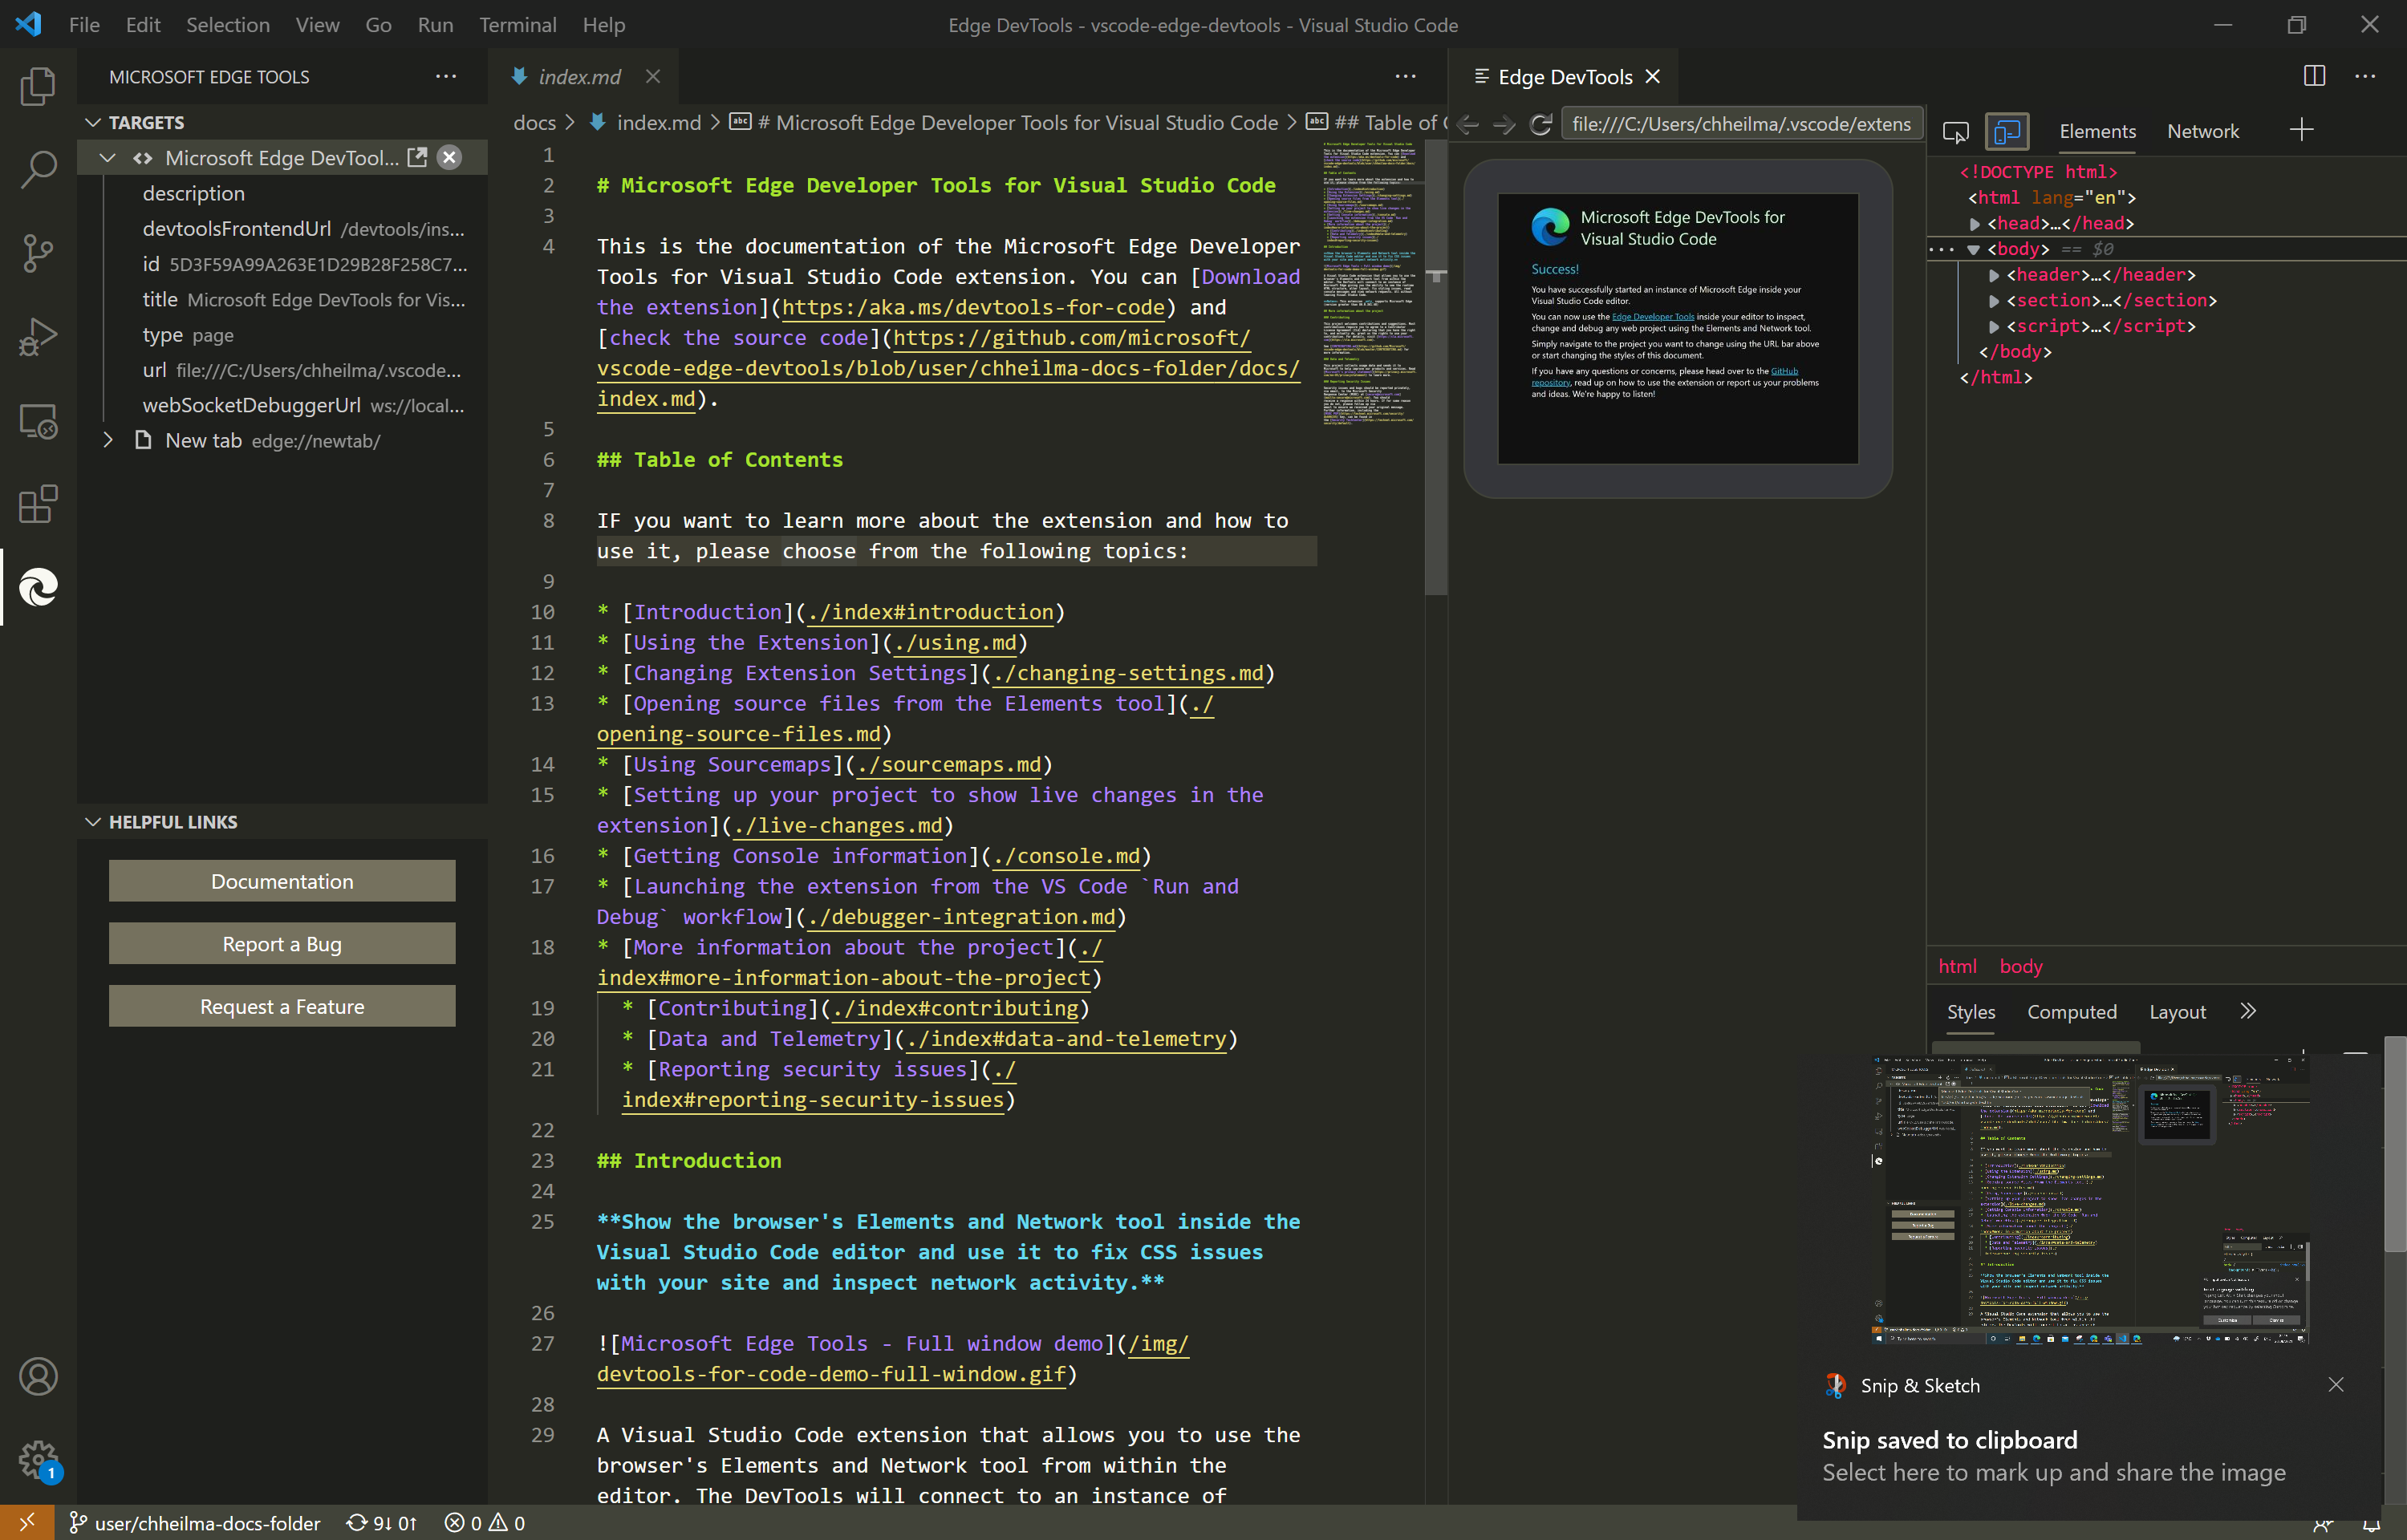 File Edit Selection View Go Run Terminal Help
Edge DevTools - vscode-edge-devtools - Visual Studio Code
MICROSOFT EDGE TOOLS
TARGETS
Microsoft Edge DevTool...
description
devtoolsFrontendUrl /devtools/ins...
id 5D3F59A99A263E1D29B28F258C7...
title Microsoft Edge DevTools for Vis...
type page
url file:///C:/Users/chheilma/.vscode...
webSocketDebuggerUrl ws://local...
New tab edge://newtab/
HELPFUL LINKS
Documentation
Report a Bug
Request a Feature
index.md
docs > index.md > # Microsoft Edge Developer Tools for Visual Studio Code > ## Table of
1
2 # Microsoft Edge Developer Tools for Visual Studio Code
3
4 This is the documentation of the Microsoft Edge Developer
Tools for Visual Studio Code extension. You can [Download
the extension](https:/aka.ms/devtools-for-code) and
[check the source code](https://github.com/microsoft/
vscode-edge-devtools/blob/user/chheilma-docs-folder/docs/
index.md).
5
6 ## Table of Contents
7
8 IF you want to learn more about the extension and how to
use it, please choose from the following topics:
9
10 * [Introduction](./index#introduction)
11 * [Using the Extension](./using.md)
12 * [Changing Extension Settings](./changing-settings.md)
13 * [Opening source files from the Elements tool](./
opening-source-files.md)
14 * [Using Sourcemaps](./sourcemaps.md)
15 * [Setting up your project to show live changes in the
extension](./live-changes.md)
16 * [Getting Console information](./console.md)
17 * [Launching the extension from the VS Code `Run and
Debug` workflow](./debugger-integration.md)
18 * [More information about the project](./
index#more-information-about-the-project)
19 * [Contributing](./index#contributing)
20 * [Data and Telemetry](./index#data-and-telemetry)
21 * [Reporting security issues](./
index#reporting-security-issues)
22
23 ## Introduction
24
25 **Show the browser's Elements and Network tool inside the
Visual Studio Code editor and use it to fix CSS issues
with your site and inspect network activity.**
26
27 ![Microsoft Edge Tools - Full window demo](/img/
devtools-for-code-demo-full-window.gif)
28
29 A Visual Studio Code extension that allows you to use the
browser's Elements and Network tool from within the
editor. The DevTools will connect to an instance of
Edge DevTools
file:///C:/Users/chheilma/.vscode/extens
Microsoft Edge DevTools for
Visual Studio Code
Success!
You have successfully started an instance of Microsoft Edge inside your
Visual Studio Code editor.
You can now use the Edge Developer Tools inside your editor to inspect,
change and debug any web project using the Elements and Network tool.
Simply navigate to the project you want to change using the URL bar above
or start changing the styles of this document.
If you have any questions or concerns, please head over to the GitHub
repository, read up on how to use the extension or report us your problems
and ideas. We're happy to listen!
Elements Network
<!DOCTYPE html>
<html lang="en">
<head>…</head>
<body> == $0
<header>…</header>
<section>…</section>
<script>…</script>
</body>
</html>
html body
Styles Computed Layout
Snip & Sketch
Snip saved to clipboard
Select here to mark up and share the image
1
user/chheilma-docs-folder 9↓ 0↑ 0 0